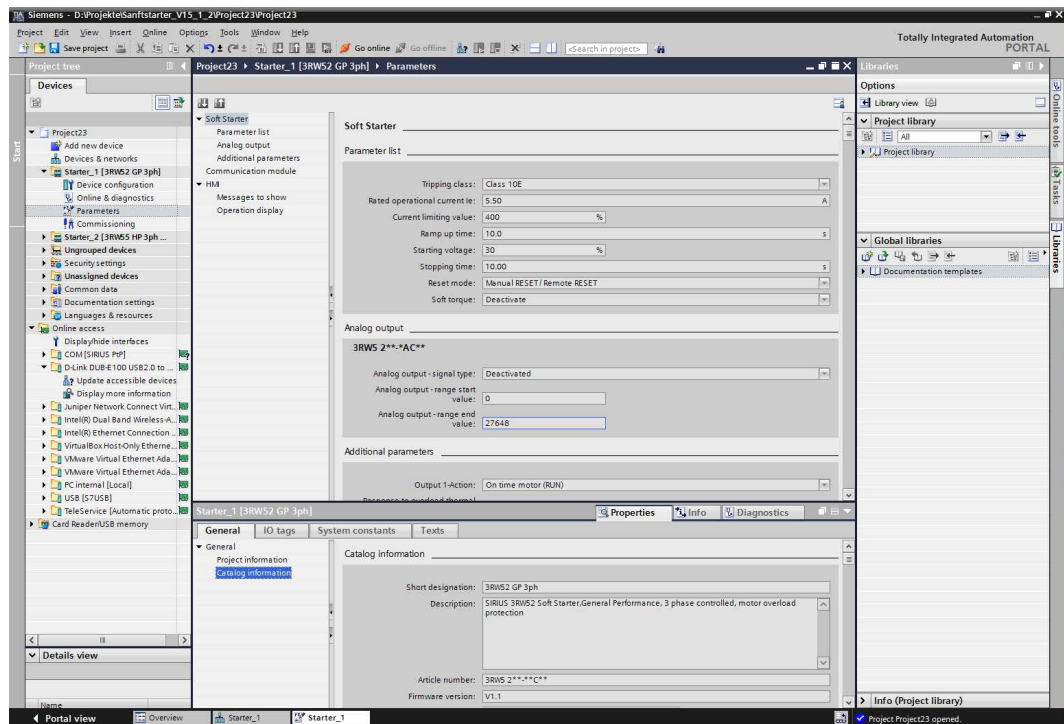 Siemens - D:\Projekte\Sanftstarter_V15_1_2\Project23\Project23
Project Edit View Insert Online Options Tools Window Help
Save project Go online Go offline <Search in project>
Totally Integrated Automation
PORTAL
Project tree
Devices
Start
Project23
Add new device
Devices & networks
Starter_1 [3RW52 GP 3ph]
Device configuration
Online & diagnostics
Parameters
Commissioning
Starter_2 [3RW55 HP 3ph ...
Ungrouped devices
Security settings
Unassigned devices
Common data
Documentation settings
Languages & resources
Online access
Display/hide interfaces
COM [SIRIUS PtP]
D-Link DUB-E100 USB2.0 to ...
Update accessible devices
Display more information
Juniper Network Connect Virt...
Intel(R) Dual Band Wireless-A...
Intel(R) Ethernet Connection ...
VirtualBox Host-Only Etherne...
VMware Virtual Ethernet Ada...
VMware Virtual Ethernet Ada...
PC internal [Local]
USB [S7USB]
TeleService [Automatic proto...
Card Reader/USB memory
Details view
Name
Project23 Starter_1 [3RW52 GP 3ph] Parameters
Soft Starter
Parameter list
Analog output
Additional parameters
Communication module
HMI
Messages to show
Operation display
Soft Starter
Parameter list
Tripping class: Class 10E
Rated operational current Ie: 5.50 A
Current limiting value: 400 %
Ramp up time: 10.0 s
Starting voltage: 30 %
Stopping time: 10.00 s
Reset mode: Manual RESET / Remote RESET
Soft torque: Deactivate
Analog output
3RW5 2**-*AC**
Analog output - signal type: Deactivated
Analog output - range start
value: 0
Analog output - range end
value: 27648
Additional parameters
Output 1-Action: On time motor (RUN)
Response to overload thermal
Starter_1 [3RW52 GP 3ph]
Properties Info Diagnostics
General IO tags System constants Texts
General
Project information
Catalog information
Catalog information
Short designation: 3RW52 GP 3ph
Description: SIRIUS 3RW52 Soft Starter,General Performance, 3 phase controlled, motor overload
protection
Article number: 3RW5 2**-**C**
Firmware version: V1.1
Libraries
Options
Library view
Project library
All
Project library
Global libraries
Documentation templates
Info (Project library)
Online tools
Tasks
Libraries
Portal view Overview Starter_1 Starter_1
Project Project23 opened.